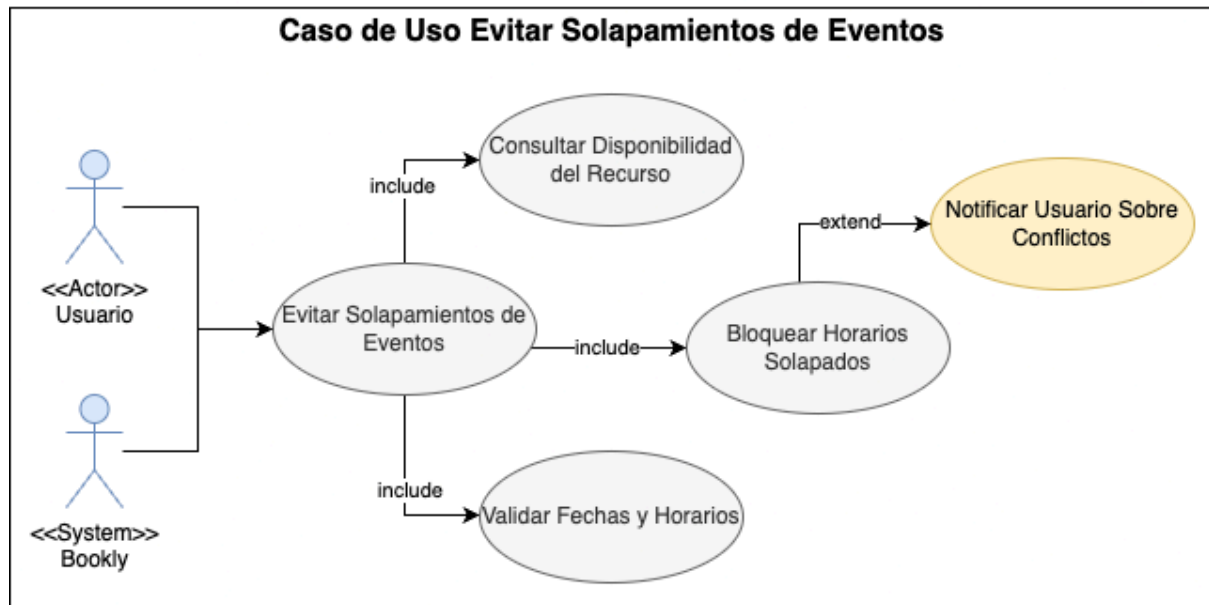 Caso de Uso Evitar Solapamientos de Eventos
Consultar Disponibilidad
del Recurso
include
Notificar Usuario Sobre
Conflictos
extend
<<Actor>>
Usuario
Evitar Solapamientos de
Eventos
include
Bloquear Horarios
Solapados
include
Validar Fechas y Horarios
<<System>>
Bookly